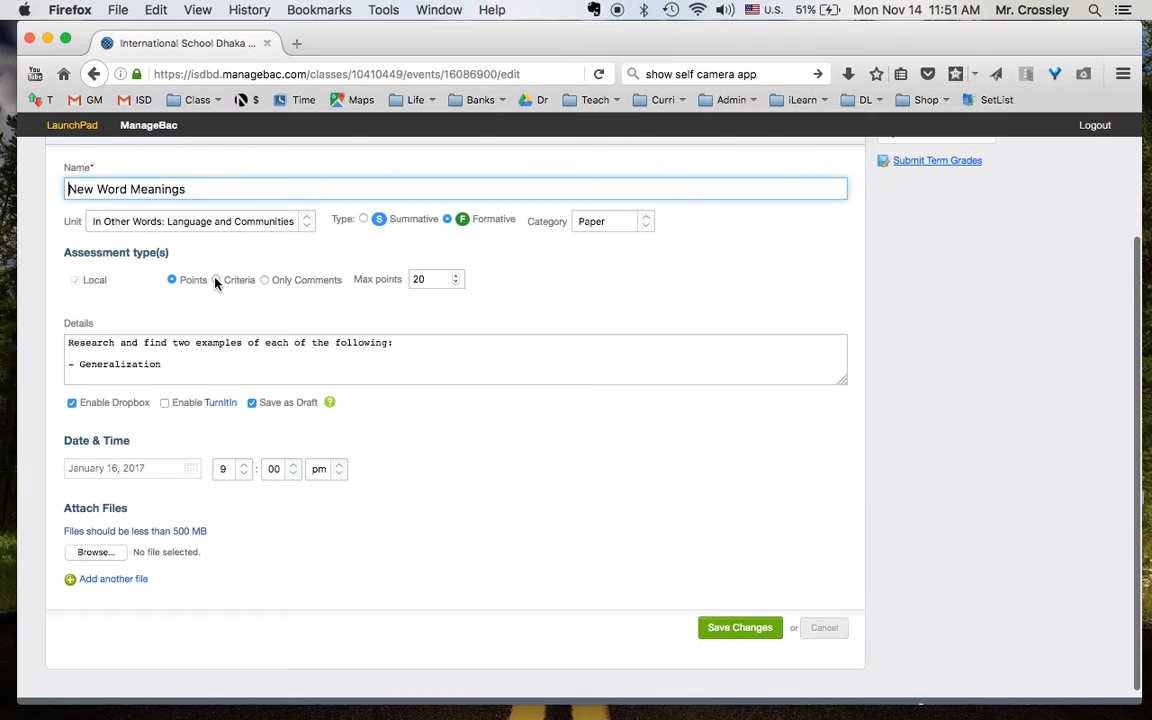 Firefox File Edit View History Bookmarks Tools Window Help U.S. 51% Mon Nov 14 11:51 AM Mr. Crossley
International School Dhaka ...
You Tube https://isdbd.managebac.com/classes/10410449/events/16086900/edit show self camera app
T GM ISD Class $ Time Maps Life Banks Dr Teach Curri Admin iLearn DL Shop SetList
LaunchPad ManageBac Logout
Submit Term Grades
Name*
New Word Meanings
Unit In Other Words: Language and Communities Type: S Summative F Formative Category Paper
Assessment type(s)
Local Points Criteria Only Comments Max points 20
Details
Research and find two examples of each of the following:
- Generalization
Enable Dropbox Enable TurnItIn Save as Draft ?
Date & Time
January 16, 2017 9 : 00 pm
Attach Files
Files should be less than 500 MB
Browse... No file selected.
Add another file
Save Changes or Cancel